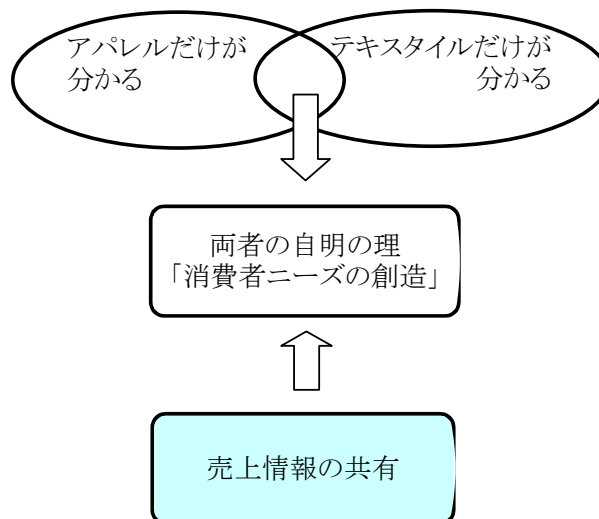 アパレルだけが
分かる
テキスタイルだけが
分かる
両者の自明の理
「消費者ニーズの創造」
売上情報の共有